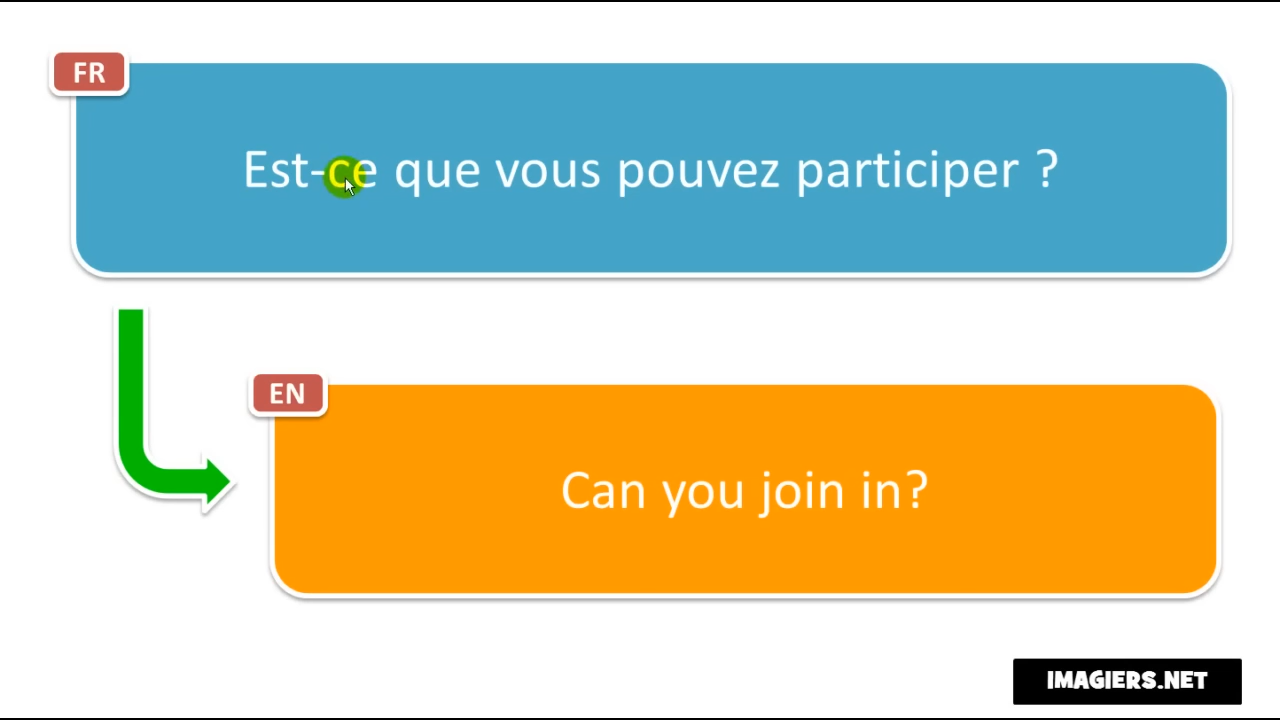 FR
Est-ce que vous pouvez participer ?
EN
Can you join in?
IMAGIERS.NET